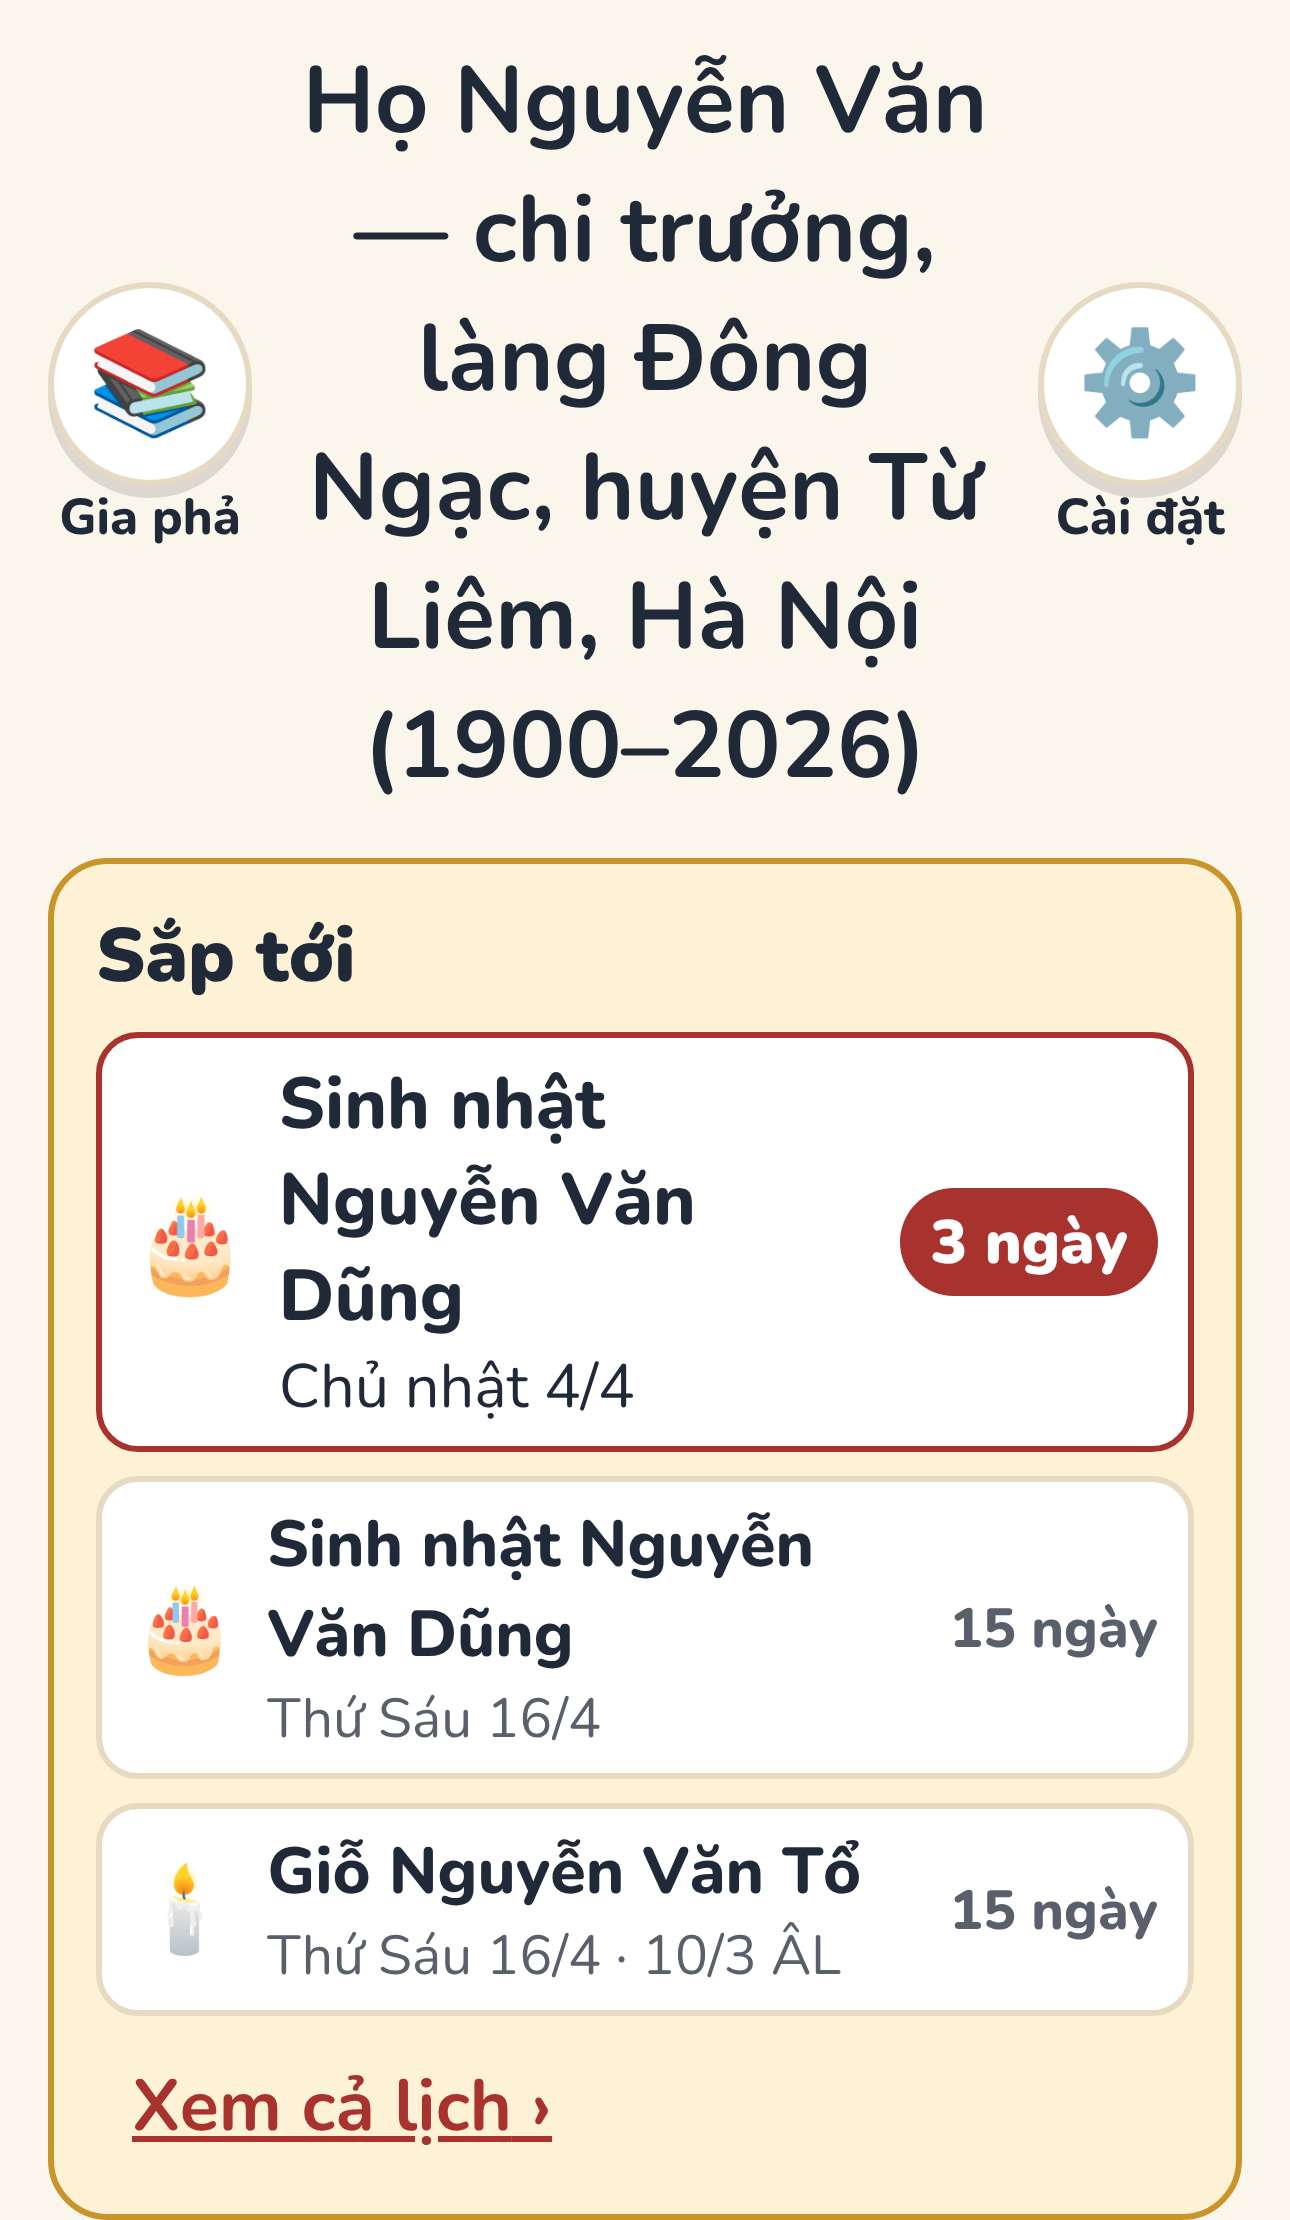 Họ Nguyễn Văn
— chi trưởng,
làng Đông
Ngạc, huyện Từ
Liêm, Hà Nội
(1900–2026)
Gia phả
Cài đặt
Sắp tới
Sinh nhật
Nguyễn Văn
Dũng
Chủ nhật 4/4
3 ngày
Sinh nhật Nguyễn
Văn Dũng
Thứ Sáu 16/4
15 ngày
Giỗ Nguyễn Văn Tổ
Thứ Sáu 16/4 · 10/3 ÂL
15 ngày
Xem cả lịch ›